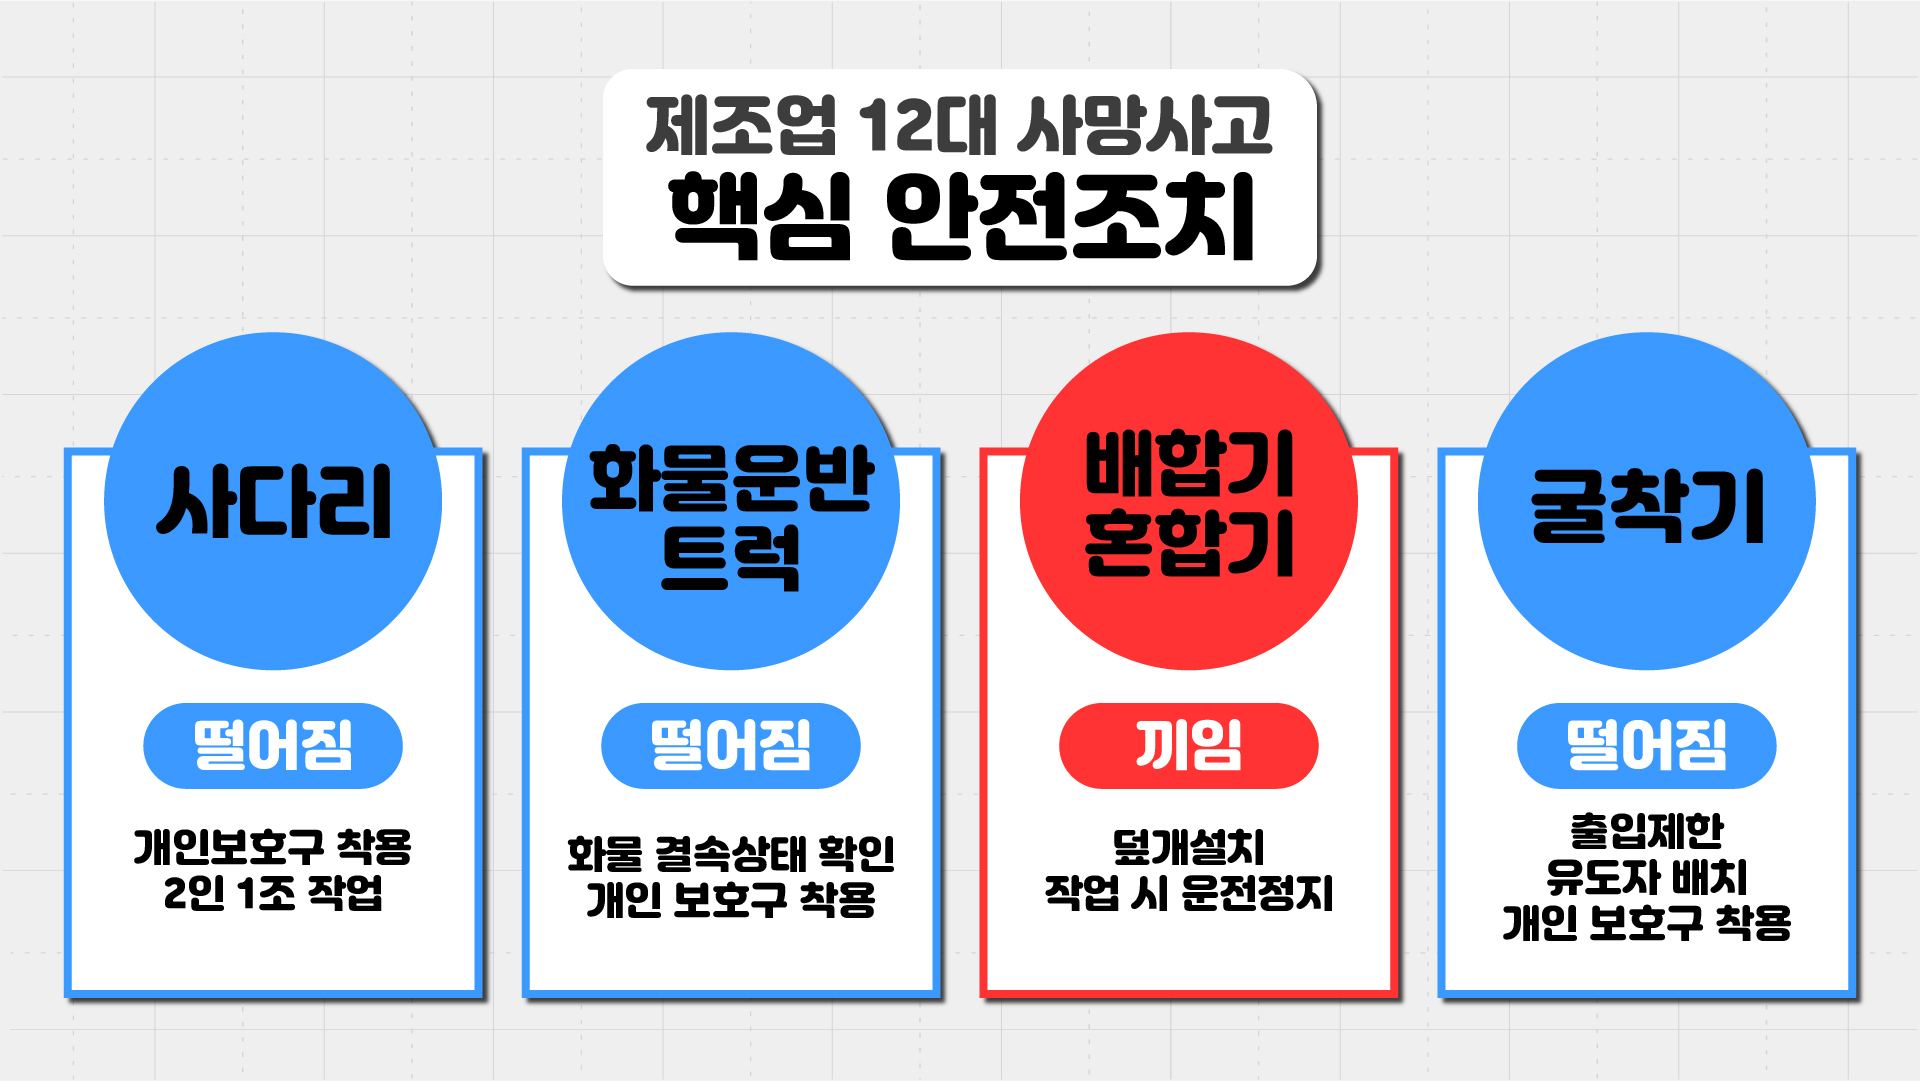 제조업 12대 사망사고
핵심 안전조치
사다리
떨어짐
개인보호구 착용
2인 1조 작업
화물운반
트럭
떨어짐
화물 결속상태 확인
개인 보호구 착용
배합기
혼합기
끼임
덮개설치
작업 시 운전정지
굴착기
떨어짐
출입제한
유도자 배치
개인 보호구 착용